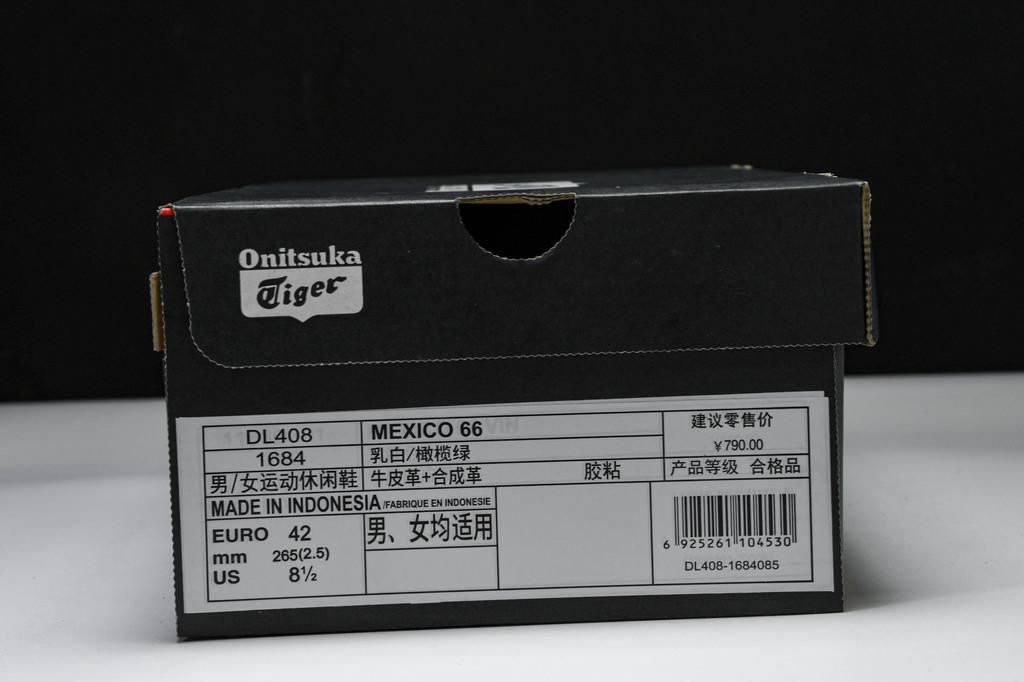 Onitsuka
Tiger
DL408
MEXICO 66
建议零售价
1684
乳白/橄榄绿
¥790.00
男/女运动休闲鞋
牛皮革+合成革
胶粘
产品等级 合格品
MADE IN INDONESIA/FABRIQUE EN INDONESIE
EURO 42
男、女均适用
mm 265(2.5)
US 8½
6 925261 104530
DL408-1684085